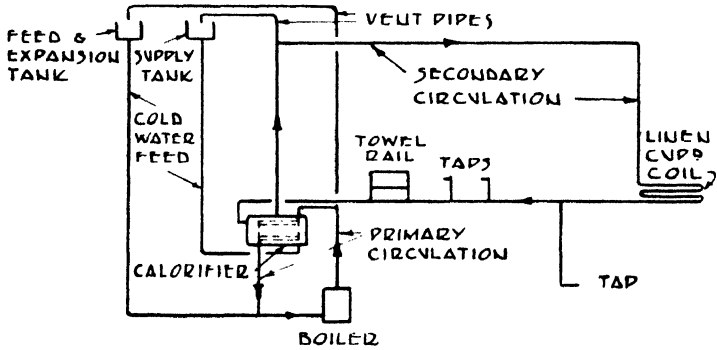 FEED &
EXPANSION
TANK
SUPPLY
TANK
VENT PIPES
SECONDARY
CIRCULATION
COLD
WATER
FEED
TOWEL
RAIL
TAPS
LINEN
CUPD
COIL
PRIMARY
CIRCULATION
CALORIFIER
TAP
BOILER